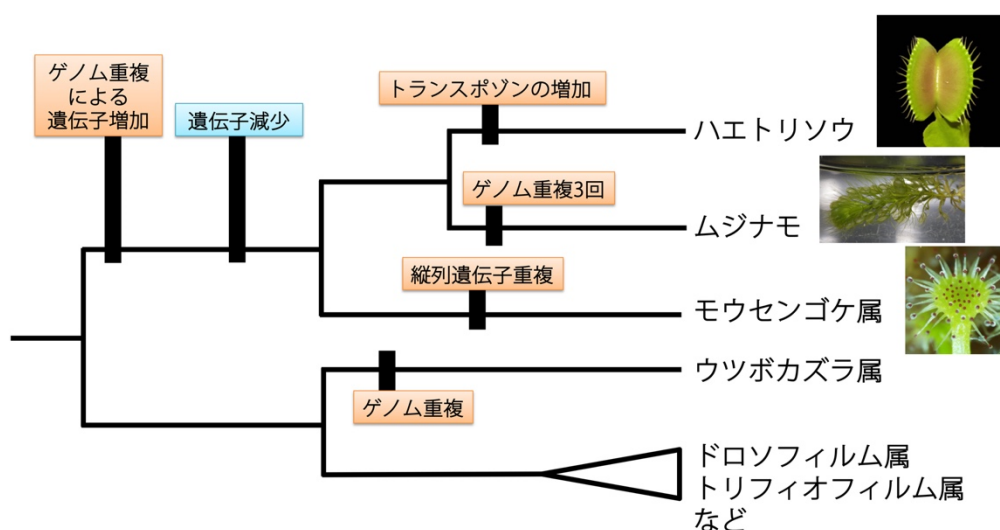 ゲノム重複
による
遺伝子増加
遺伝子減少
トランスポゾンの増加
ハエトリソウ
ゲノム重複3回
ムジナモ
縦列遺伝子重複
モウセンゴケ属
ウツボカズラ属
ゲノム重複
ドロソフィルム属
トリフィオフィルム属
など